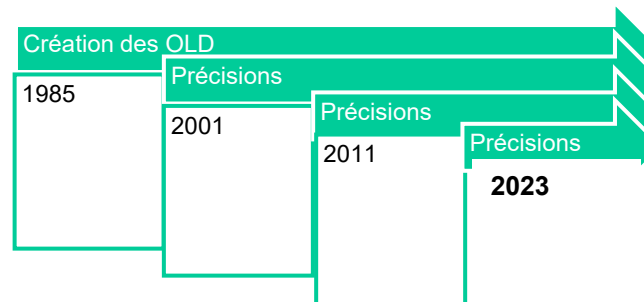 Création des OLD
1985
Précisions
2001
Précisions
2011
Précisions
2023